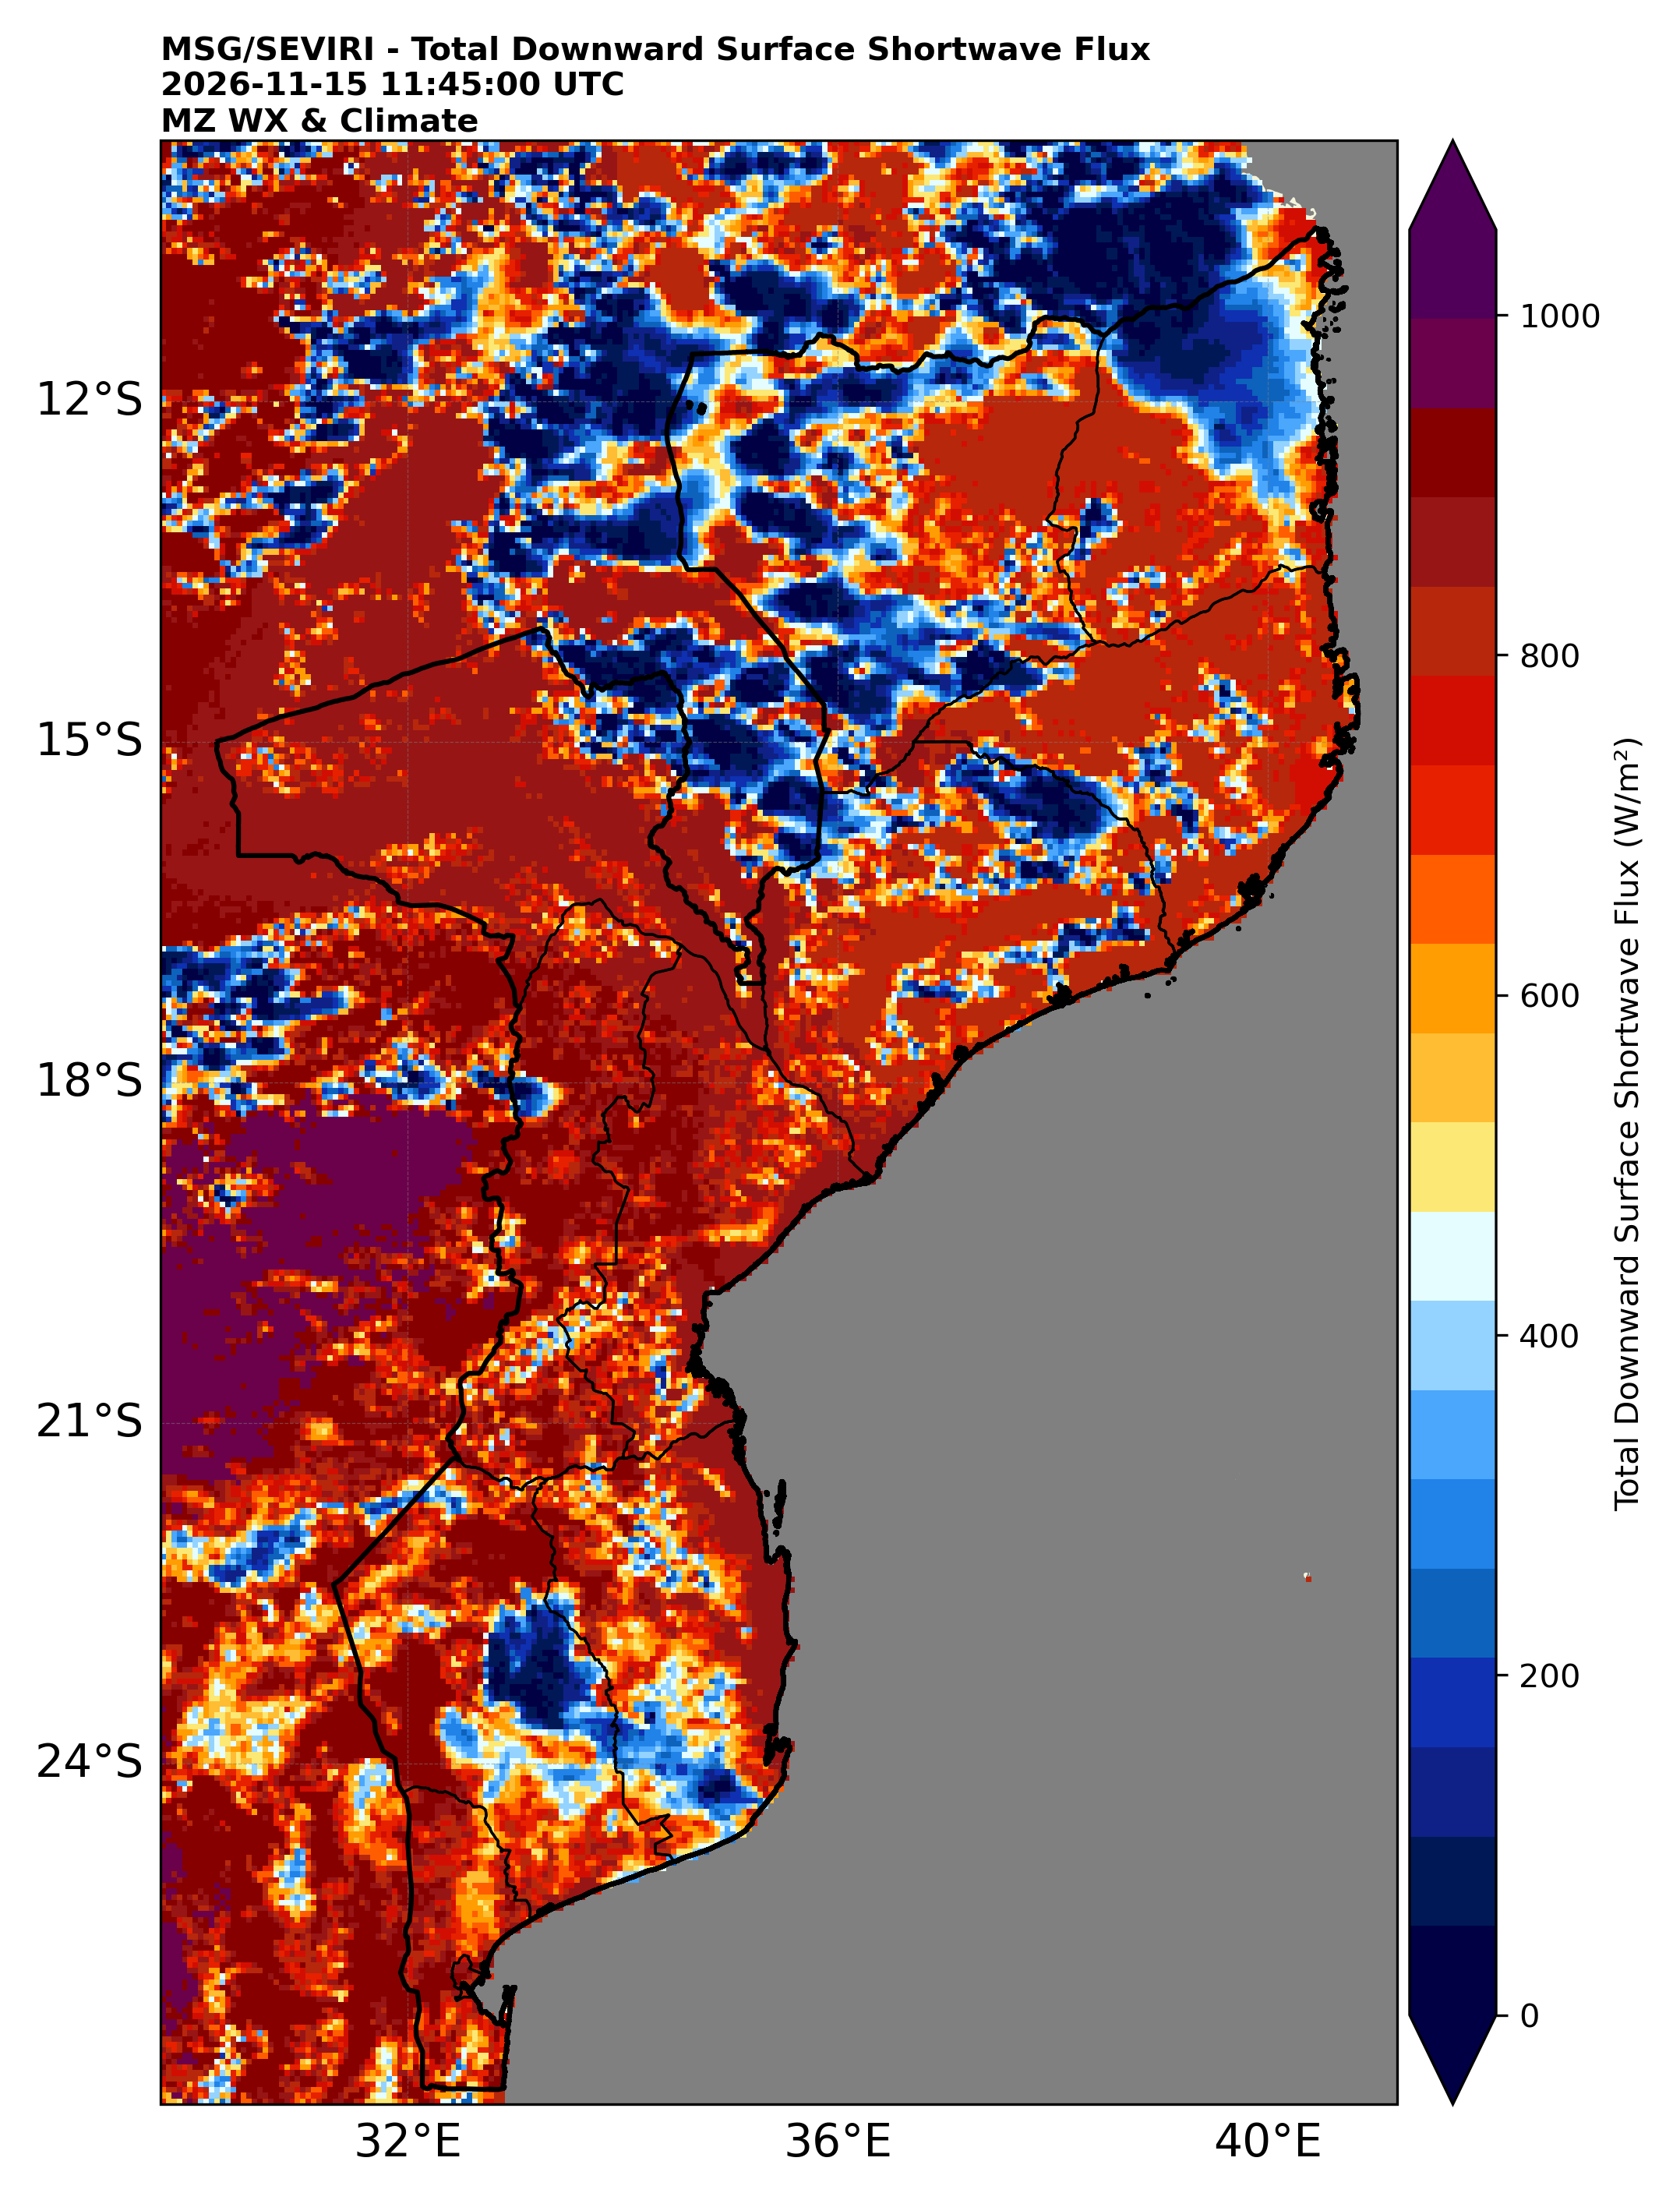 MSG/SEVIRI - Total Downward Surface Shortwave Flux
2026-11-15 11:45:00 UTC
MZ WX & Climate
12°S
15°S
18°S
21°S
24°S
32°E
36°E
40°E
1000
800
600
400
200
0
Total Downward Surface Shortwave Flux (W/m²)